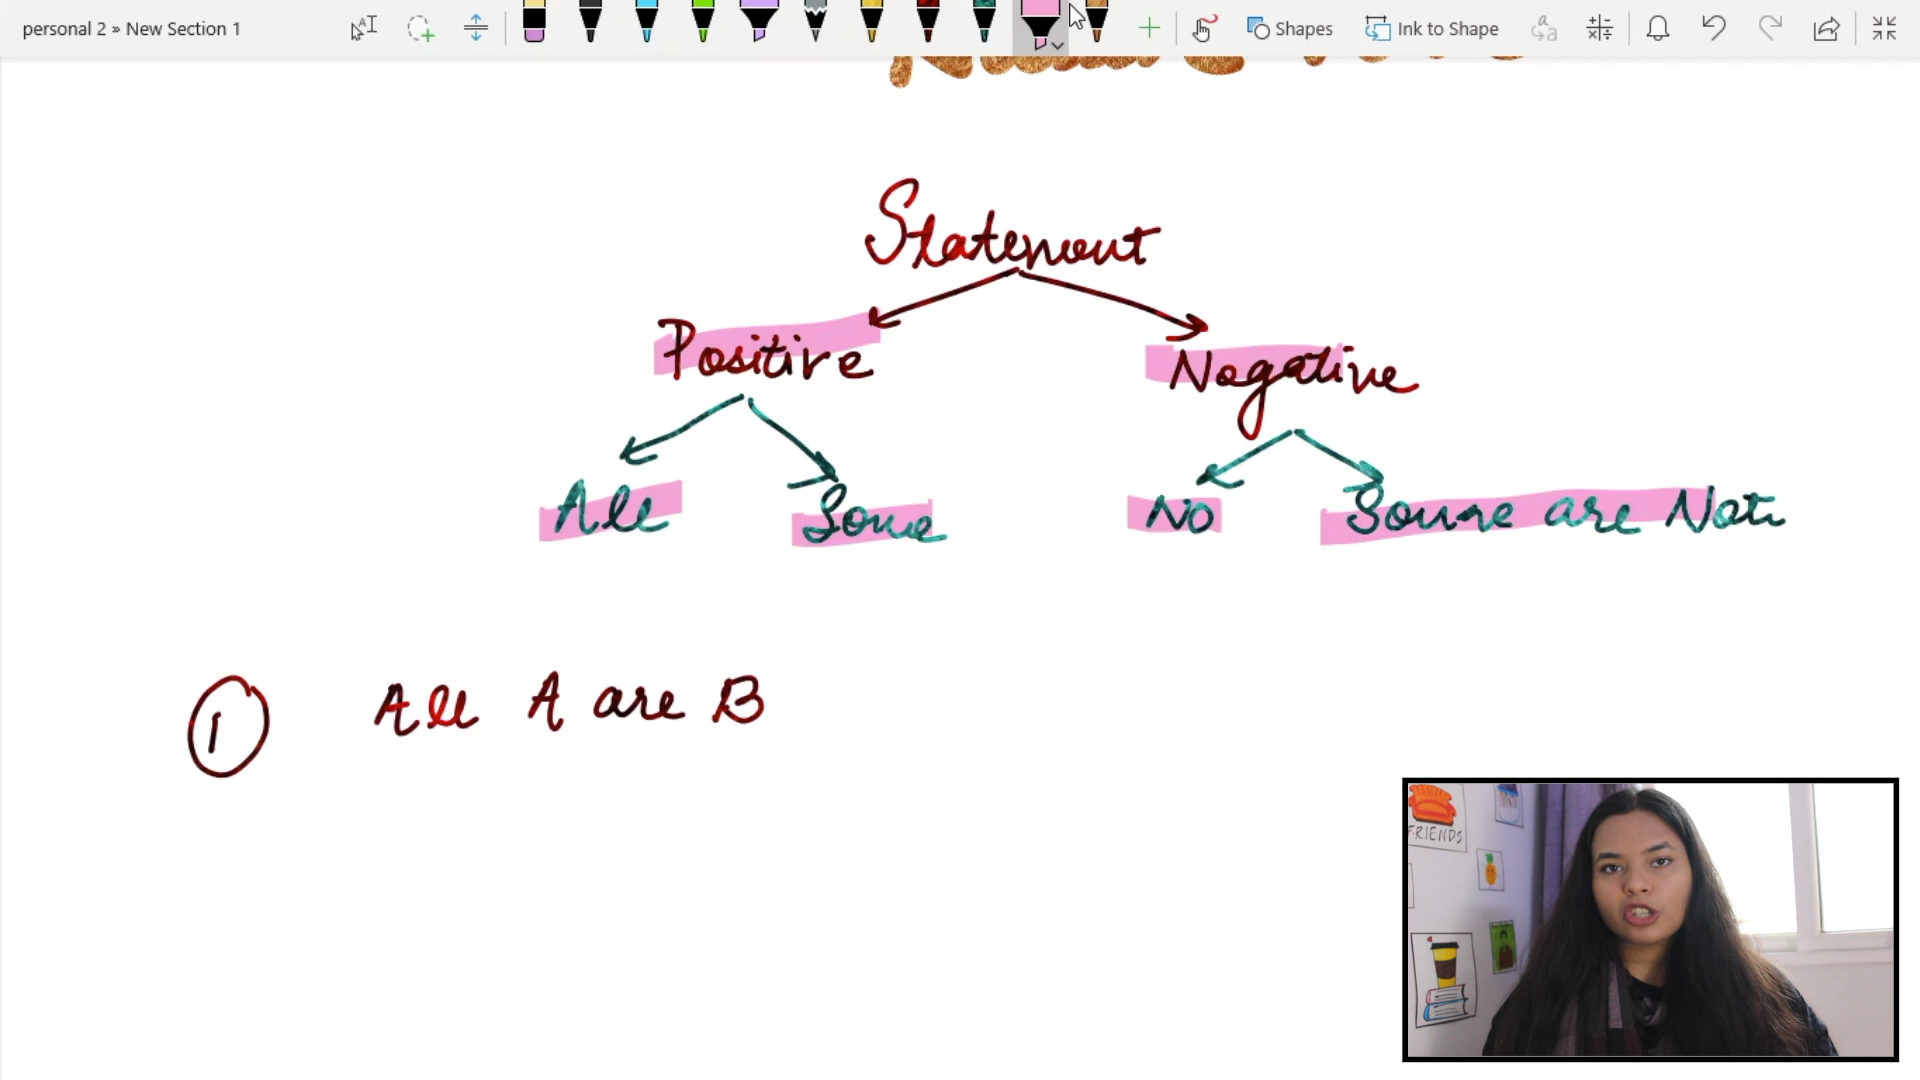 personal 2 » New Section 1
Shapes
Ink to Shape
Statement
Positive Negative
All Some No Some are Not
1 All A are B
FRIENDS